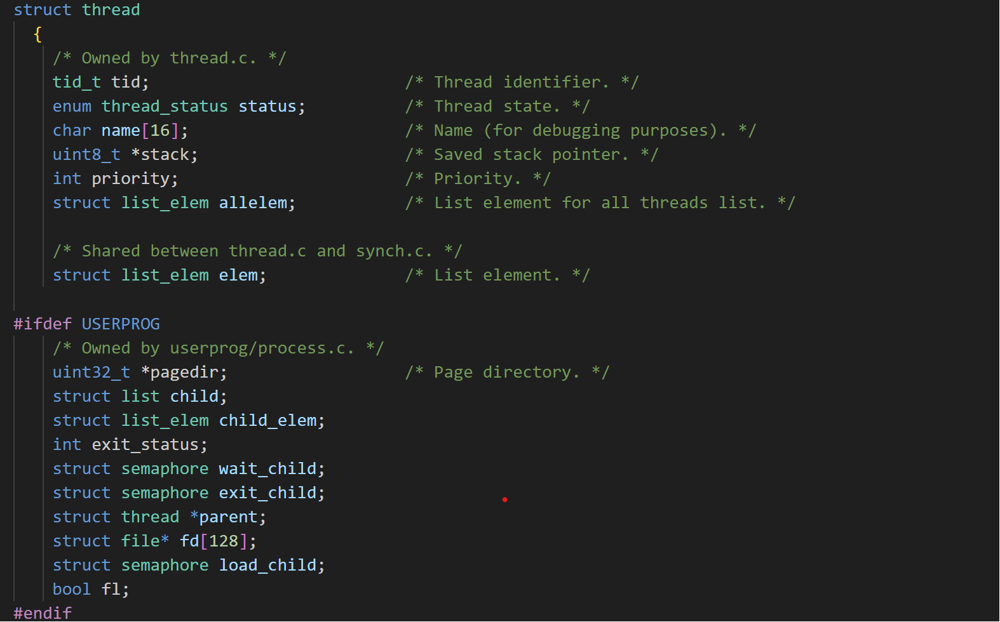 struct thread
  {
    /* Owned by thread.c. */
    tid_t tid;                          /* Thread identifier. */
    enum thread_status status;          /* Thread state. */
    char name[16];                      /* Name (for debugging purposes). */
    uint8_t *stack;                     /* Saved stack pointer. */
    int priority;                       /* Priority. */
    struct list_elem allelem;           /* List element for all threads list. */

    /* Shared between thread.c and synch.c. */
    struct list_elem elem;              /* List element. */

#ifdef USERPROG
    /* Owned by userprog/process.c. */
    uint32_t *pagedir;                  /* Page directory. */
    struct list child;
    struct list_elem child_elem;
    int exit_status;
    struct semaphore wait_child;
    struct semaphore exit_child;
    struct thread *parent;
    struct file* fd[128];
    struct semaphore load_child;
    bool fl;
#endif